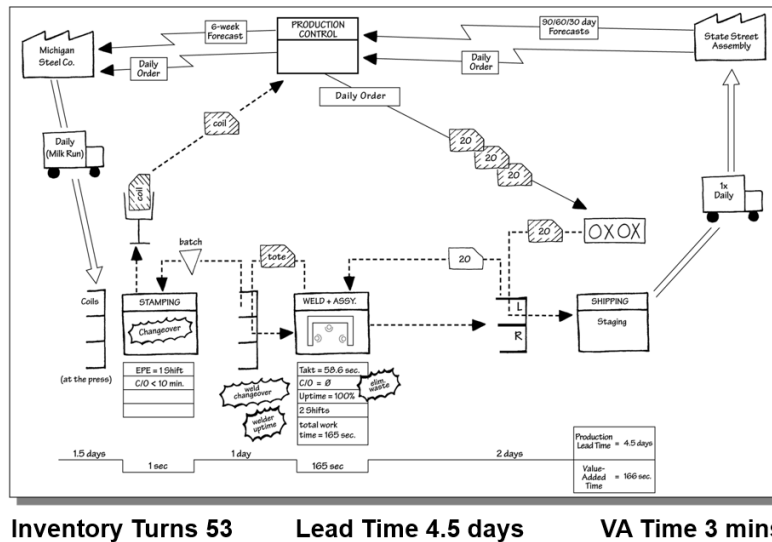 Michigan
Steel Co.
6-week
Forecast
Daily
Order
PRODUCTION
CONTROL
90/60/30 day
Forecasts
Daily
Order
State Street
Assembly
Daily Order
coil
20
20
20
Daily
(Milk Run)
coil
1x
Daily
batch
tote
20
20
OXOX
Coils
(at the press)
STAMPING
Changeover
EPE = 1 Shift
C/O < 10 min.
WELD + ASSY.
Takt = 58.6 sec.
C/O = Ø
Uptime = 100%
2 Shifts
total work
time = 165 sec.
weld
changeover
welder
uptime
elim.
waste
L
R
SHIPPING
Staging
1.5 days
1 sec
1 day
165 sec
2 days
Production
Lead Time = 4.5 days
Value-
Added = 166 sec.
Time
Inventory Turns 53 Lead Time 4.5 days VA Time 3 mins